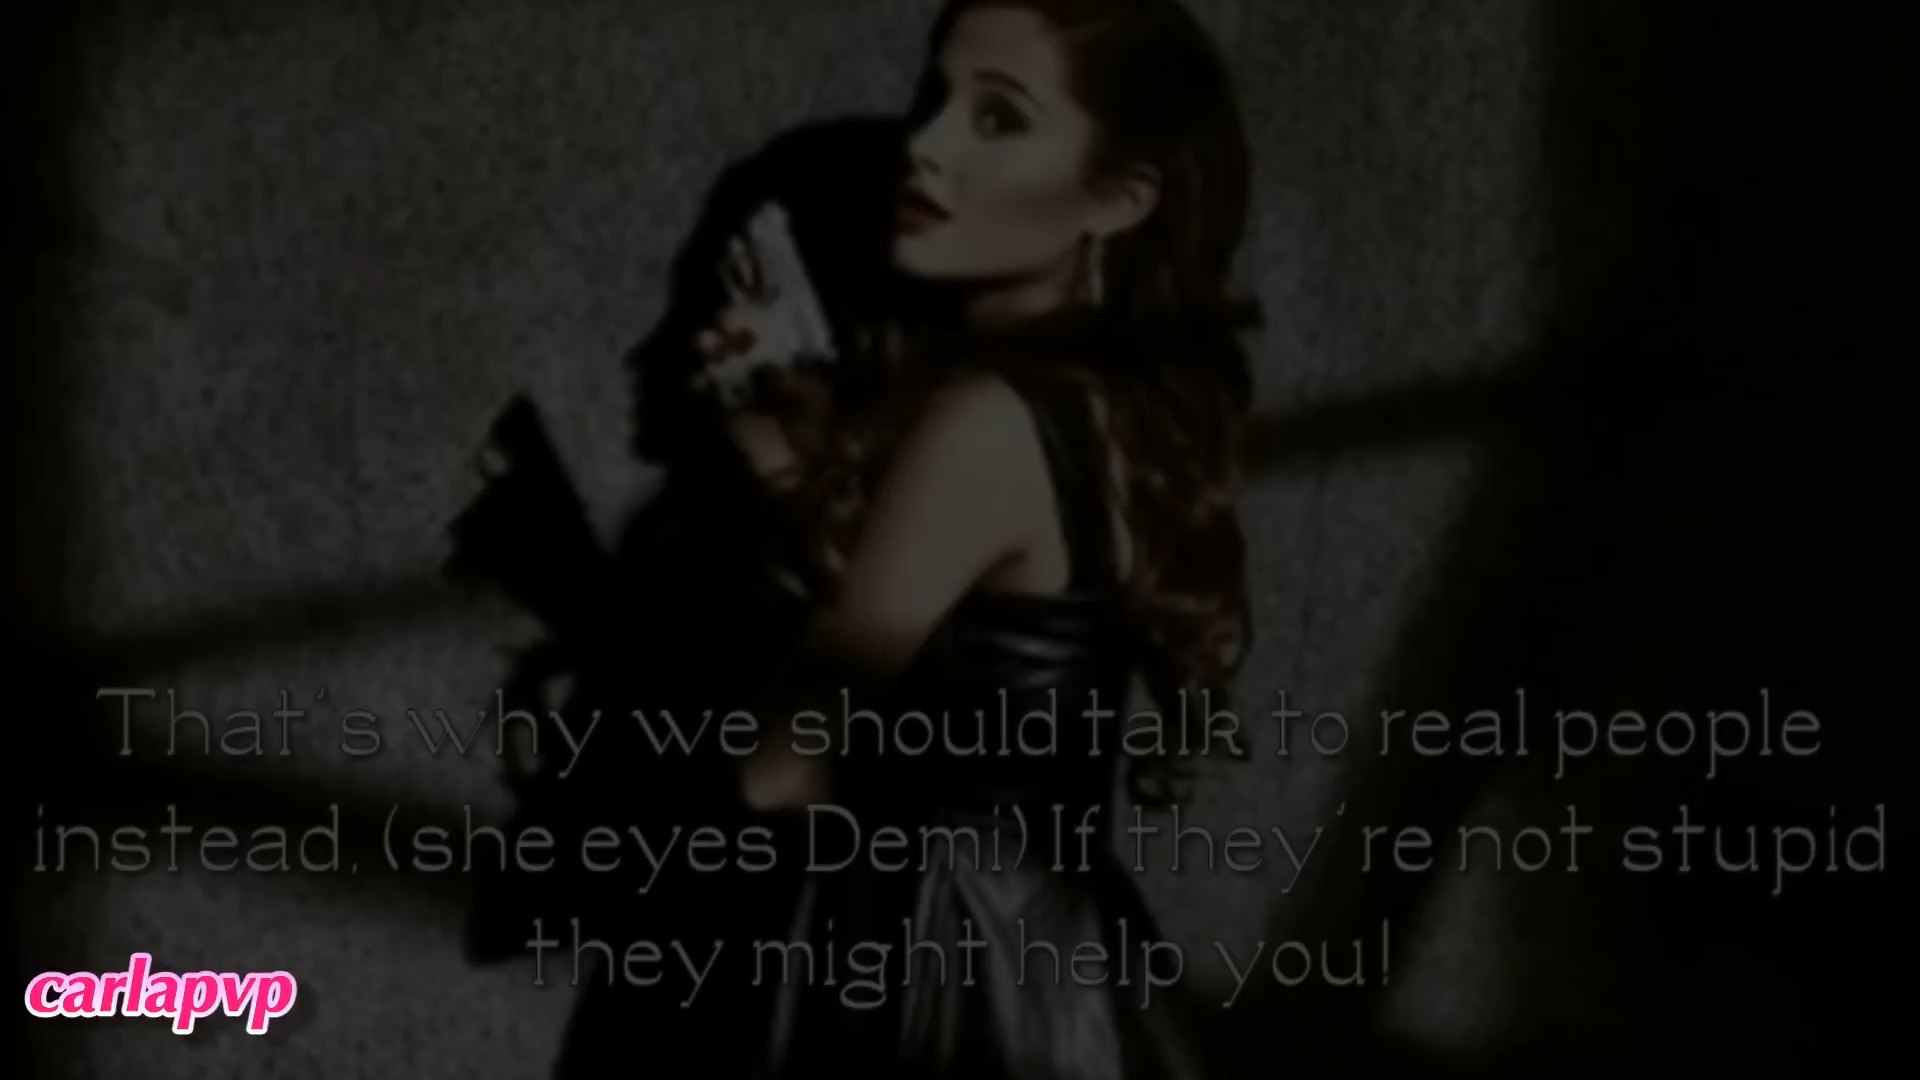 That's why we should talk to real people
instead, (she eyes Demi) If they're not stupid
they might help you!
carlapvp